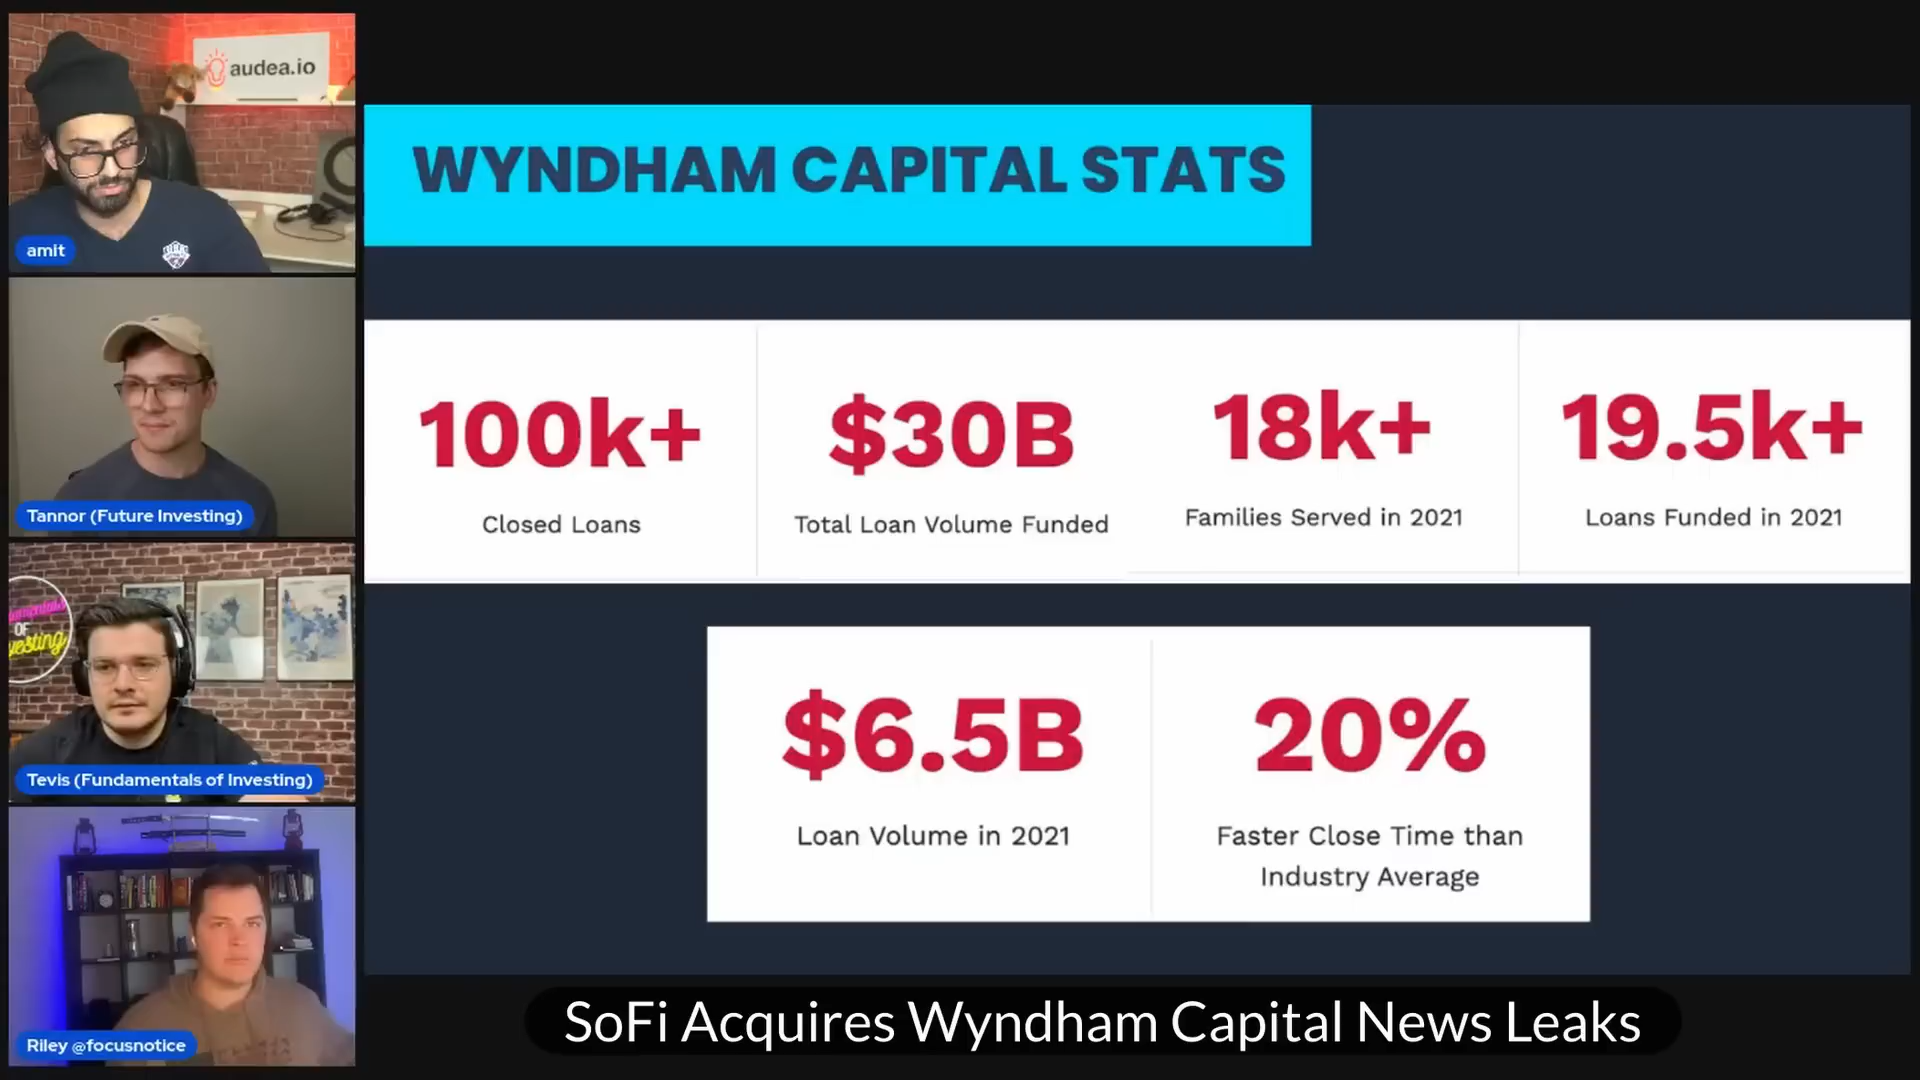 audea.io
amit
Tannor (Future Investing)
OF
Tevis (Fundamentals of Investing)
Riley @focusnotice
WYNDHAM CAPITAL STATS
100k+
Closed Loans
$30B
Total Loan Volume Funded
18k+
Families Served in 2021
19.5k+
Loans Funded in 2021
$6.5B
Loan Volume in 2021
20%
Faster Close Time than
Industry Average
SoFi Acquires Wyndham Capital News Leaks